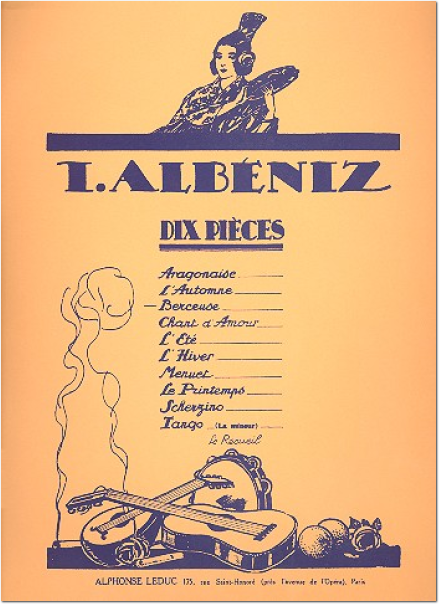 I. ALBÉNIZ
DIX PIÈCES
Aragonaise
L'Automne
Berceuse
Chant d'Amour
L'Eté
L'Hiver
Menuet
Le Printemps
Scherzino
Tango (La mineur)
Le Recueil
ALPHONSE LEDUC 175, rue Saint-Honoré (près l'avenue de l'Opéra), Paris